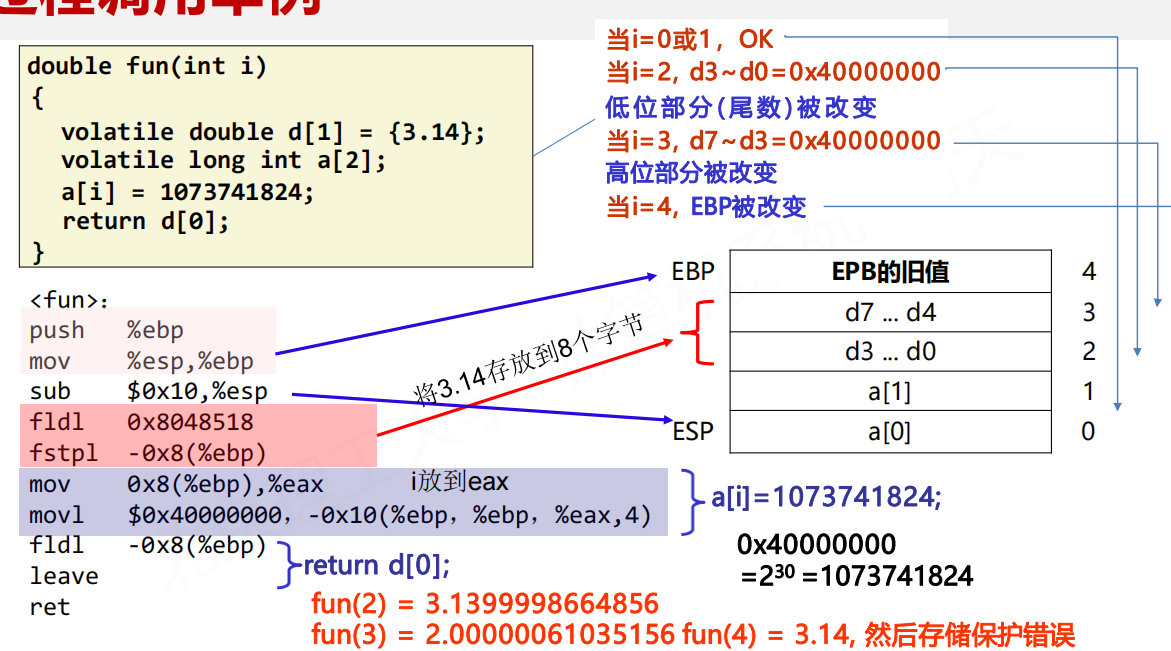 过程调用举例
double fun(int i)
{
volatile double d[1] = {3.14};
volatile long int a[2];
a[i] = 1073741824;
return d[0];
}
当i=0或1，OK
当i=2, d3~d0=0x40000000
低位部分(尾数)被改变
当i=3, d7~d3=0x40000000
高位部分被改变
当i=4, EBP被改变
<fun>:
push %ebp
mov %esp,%ebp
sub $0x10,%esp
fldl 0x8048518
fstpl -0x8(%ebp)
mov 0x8(%ebp),%eax i放到eax
movl $0x40000000，-0x10(%ebp，%ebp，%eax,4)
fldl -0x8(%ebp)
leave
ret
将3.14存放到8个字节
EBP EPB的旧值 4
d7 ... d4 3
d3 ... d0 2
a[1] 1
ESP a[0] 0
a[i]=1073741824;
0x40000000
=2³⁰ =1073741824
return d[0];
fun(2) = 3.1399998664856
fun(3) = 2.00000061035156 fun(4) = 3.14, 然后存储保护错误